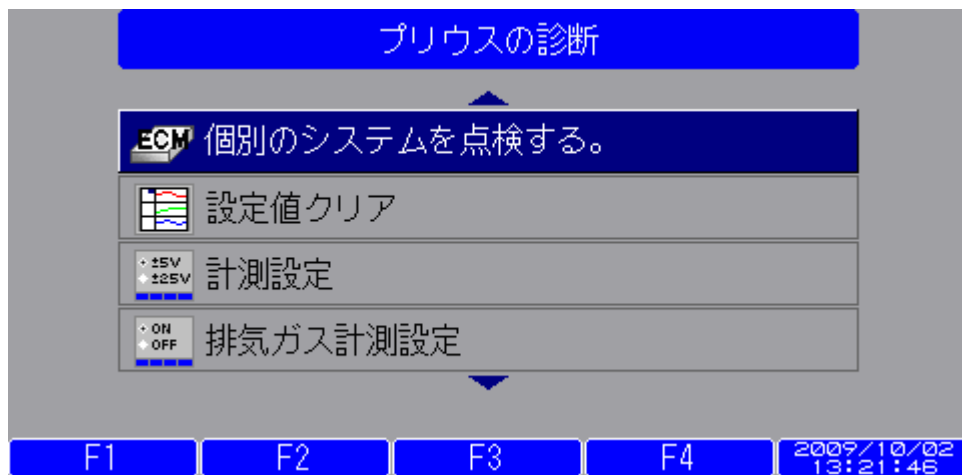 プリウスの診断
ECM 個別のシステムを点検する。
設定値クリア
±5V
±25V
計測設定
ON
OFF
排気ガス計測設定
F1 F2 F3 F4 2009/10/02
13:21:46